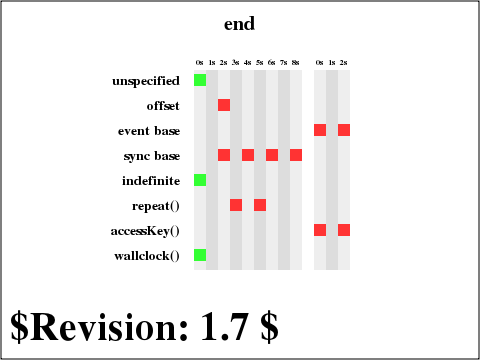 end
0s 1s 2s 3s 4s 5s 6s 7s 8s 0s 1s 2s
unspecified
offset
event base
sync base
indefinite
repeat()
accessKey()
wallclock()
$Revision: 1.7 $